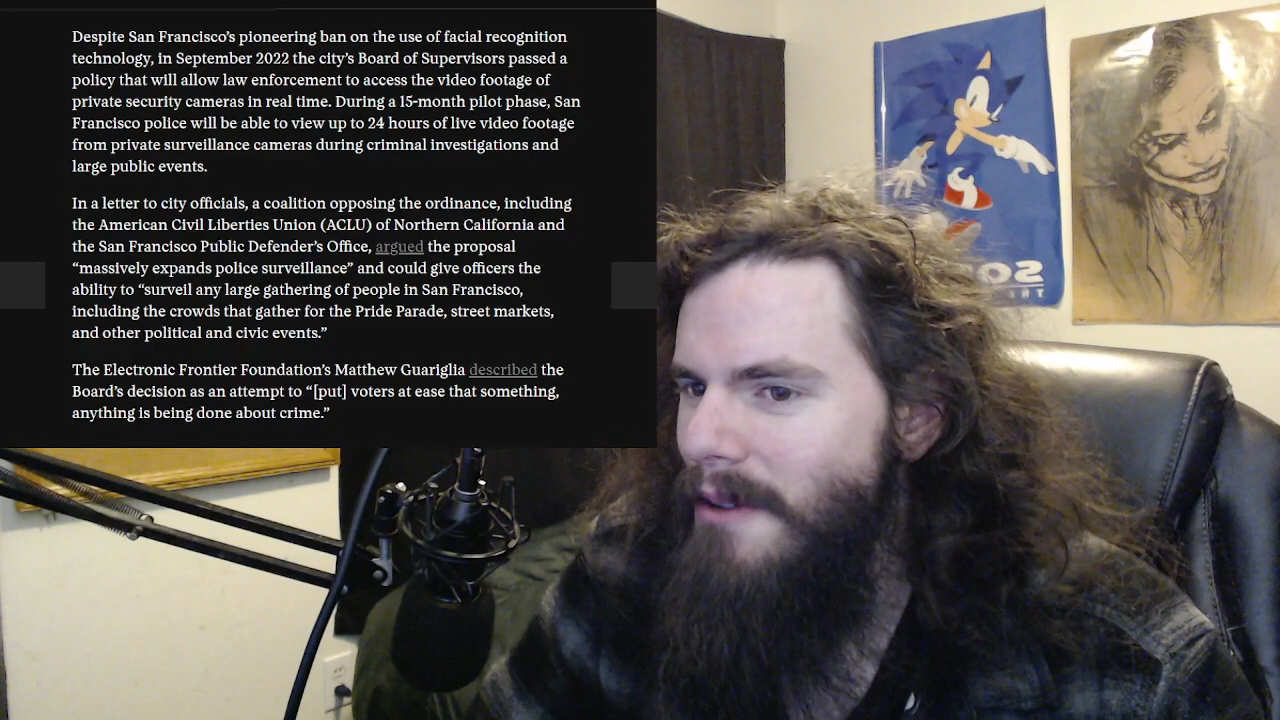 Despite San Francisco’s pioneering ban on the use of facial recognition
technology, in September 2022 the city’s Board of Supervisors passed a
policy that will allow law enforcement to access the video footage of
private security cameras in real time. During a 15-month pilot phase, San
Francisco police will be able to view up to 24 hours of live video footage
from private surveillance cameras during criminal investigations and
large public events.
In a letter to city officials, a coalition opposing the ordinance, including
the American Civil Liberties Union (ACLU) of Northern California and
the San Francisco Public Defender’s Office, argued the proposal
“massively expands police surveillance” and could give officers the
ability to “surveil any large gathering of people in San Francisco,
including the crowds that gather for the Pride Parade, street markets,
and other political and civic events.”
The Electronic Frontier Foundation’s Matthew Guariglia described the
Board’s decision as an attempt to “[put] voters at ease that something,
anything is being done about crime.”